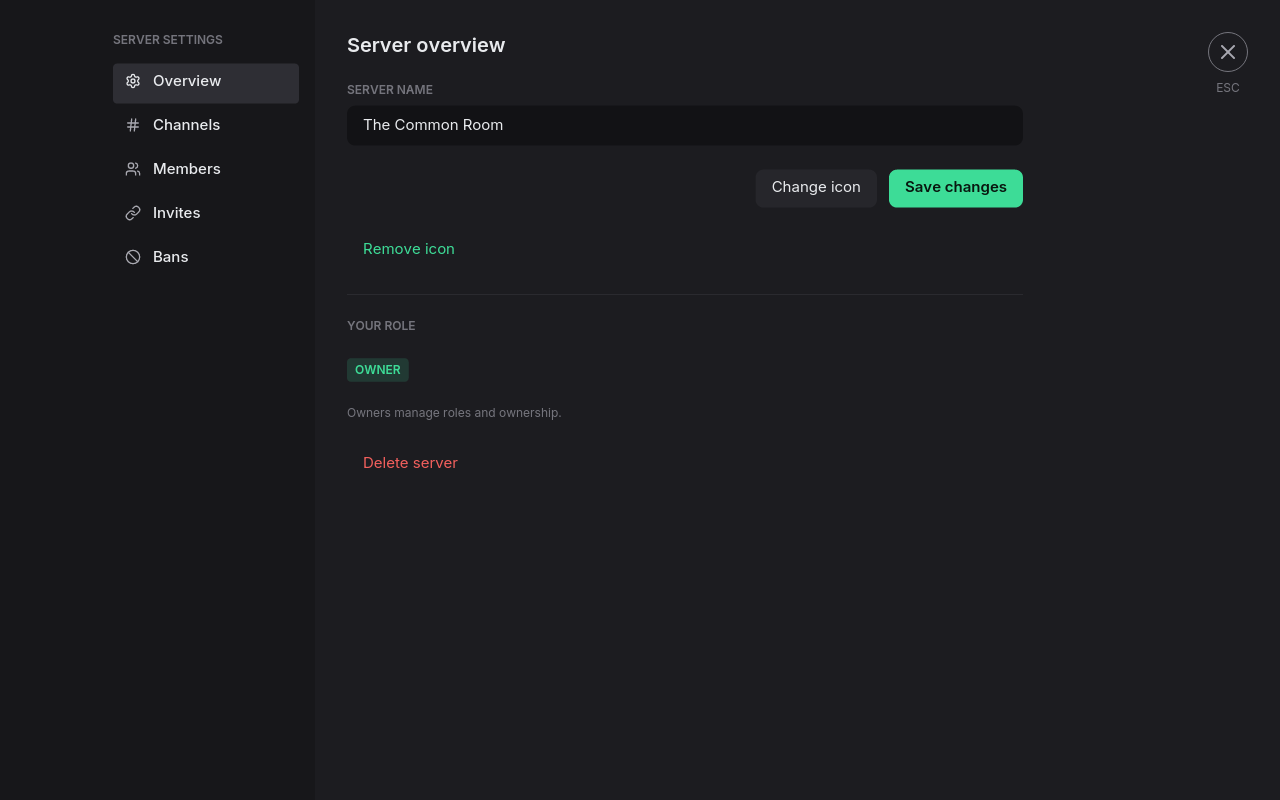 SERVER SETTINGS
Overview
Channels
Members
Invites
Bans
Server overview
SERVER NAME
The Common Room
Change icon
Save changes
Remove icon
YOUR ROLE
OWNER
Owners manage roles and ownership.
Delete server
ESC